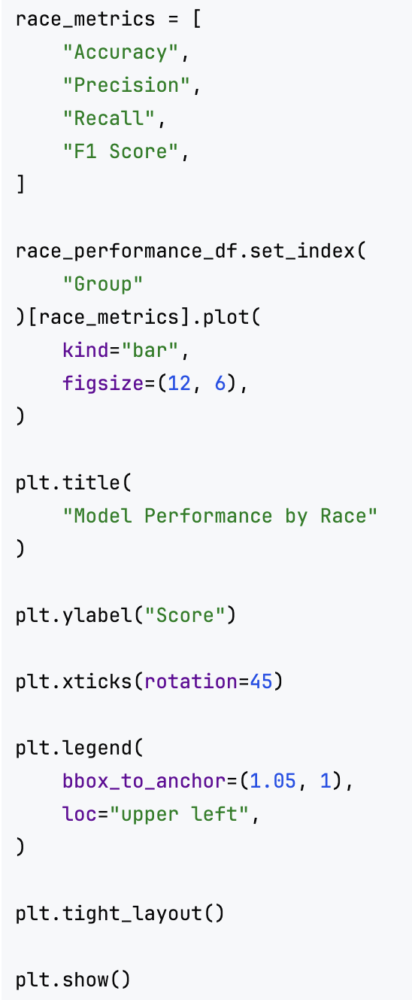 race_metrics = [
    "Accuracy",
    "Precision",
    "Recall",
    "F1 Score",
]

race_performance_df.set_index(
    "Group"
)[race_metrics].plot(
    kind="bar",
    figsize=(12, 6),
)

plt.title(
    "Model Performance by Race"
)

plt.ylabel("Score")

plt.xticks(rotation=45)

plt.legend(
    bbox_to_anchor=(1.05, 1),
    loc="upper left",
)

plt.tight_layout()

plt.show()